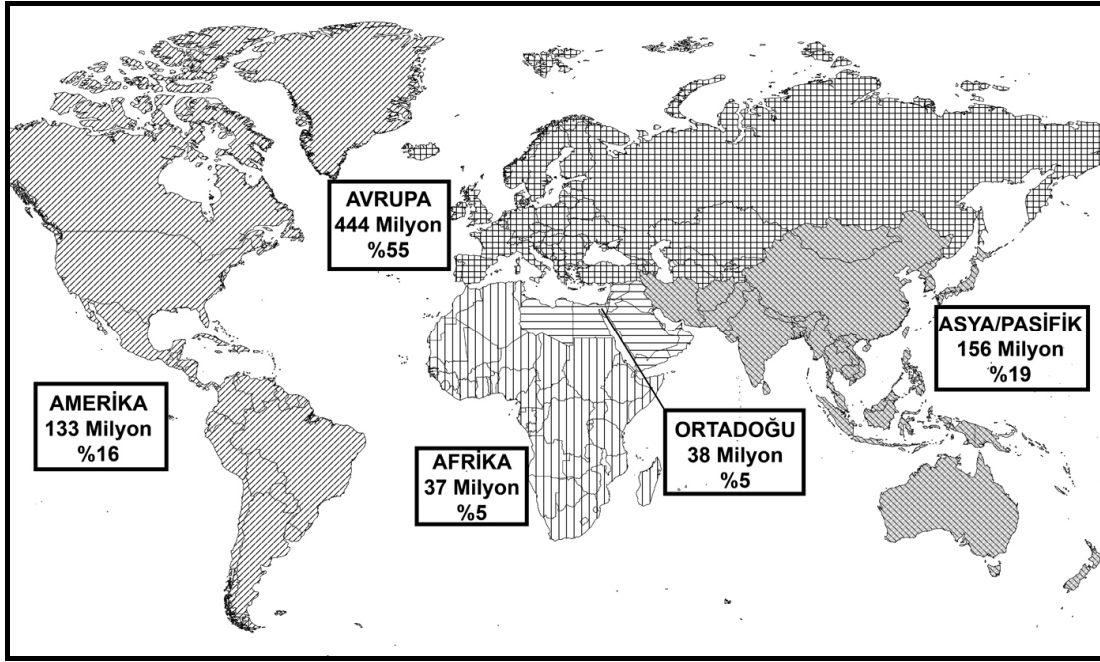 AVRUPA
444 Milyon
%55
ASYA/PASİFİK
156 Milyon
%19
AMERİKA
133 Milyon
%16
AFRİKA
37 Milyon
%5
ORTADOĞU
38 Milyon
%5